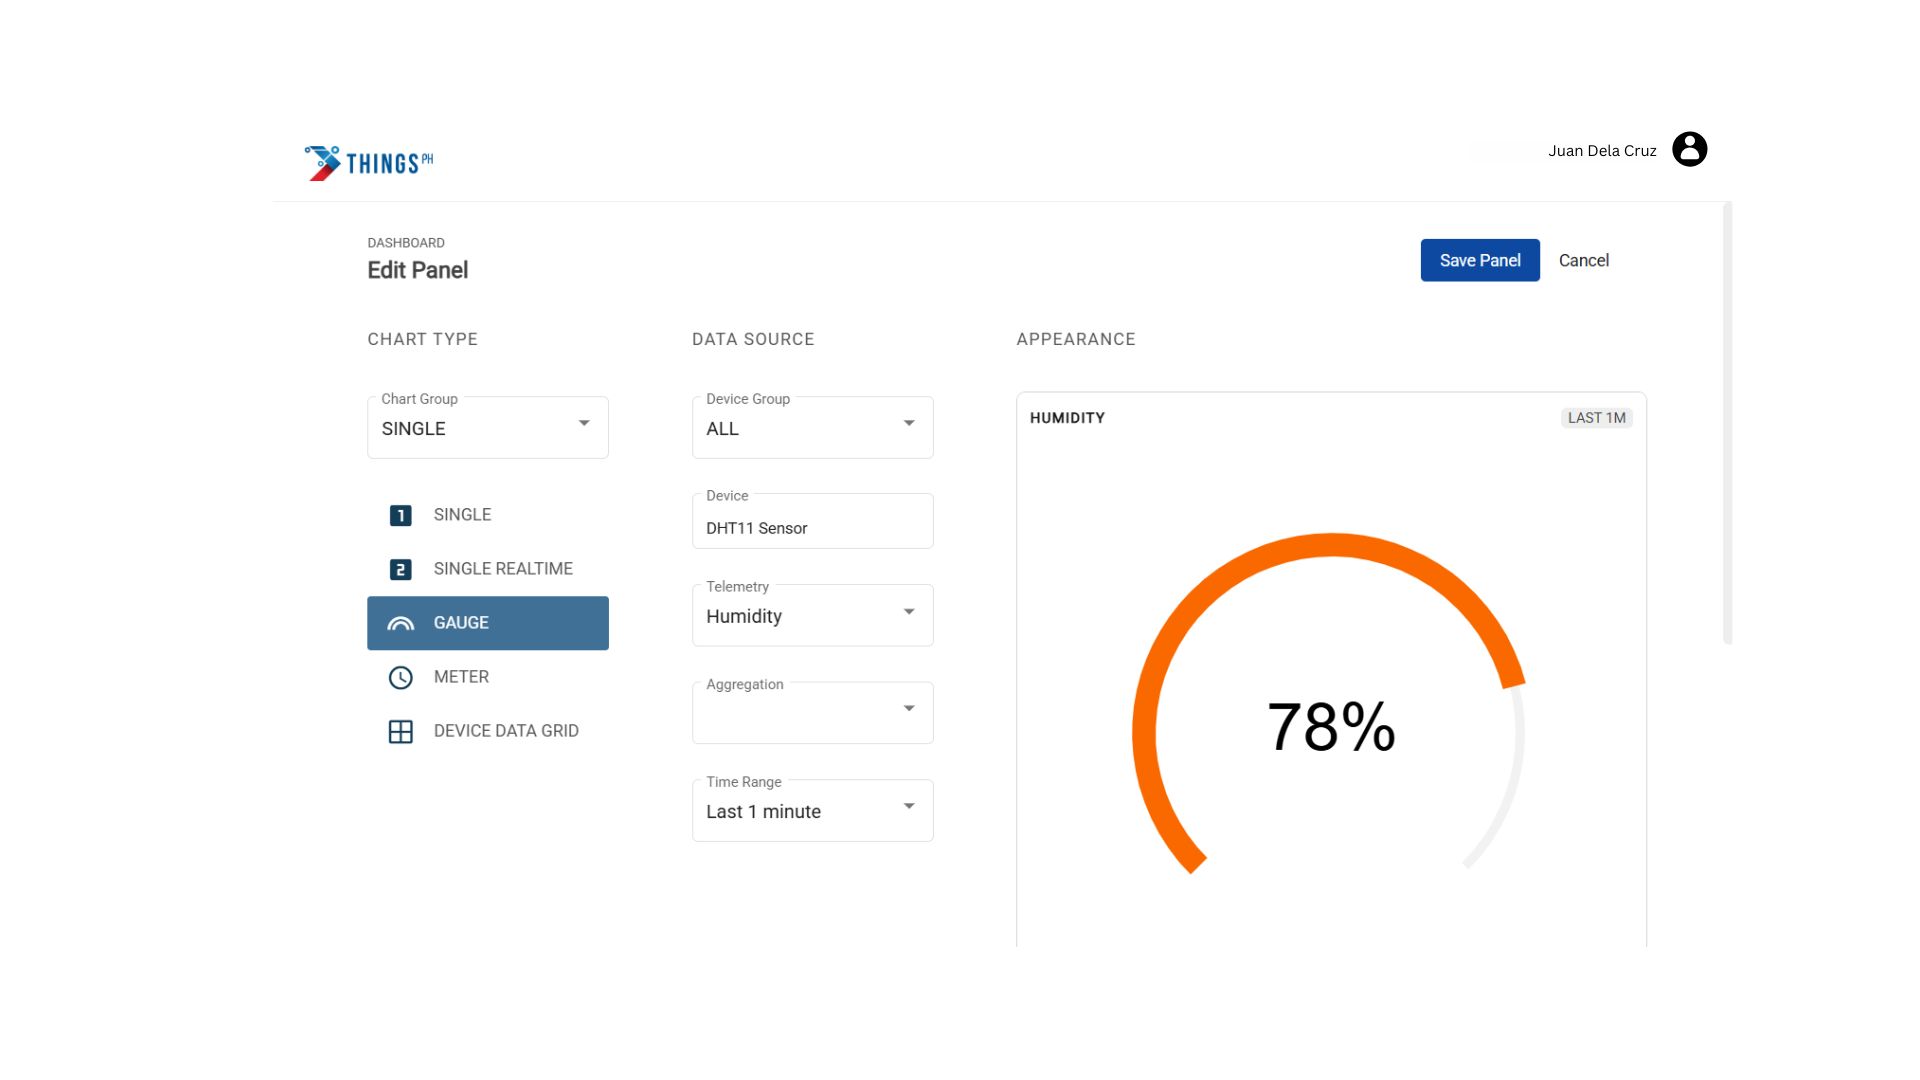 THINGS PH
Juan Dela Cruz
DASHBOARD
Edit Panel
Save Panel
Cancel
CHART TYPE
Chart Group
SINGLE
1 SINGLE
2 SINGLE REALTIME
GAUGE
METER
DEVICE DATA GRID
DATA SOURCE
Device Group
ALL
Device
DHT11 Sensor
Telemetry
Humidity
Aggregation
Time Range
Last 1 minute
APPEARANCE
HUMIDITY
LAST 1M
78%